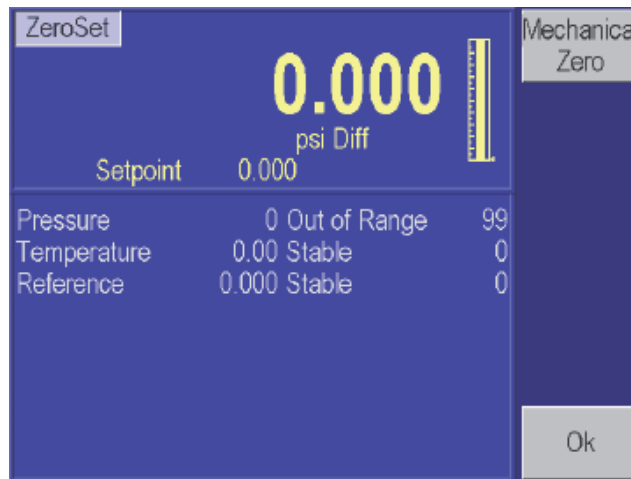 ZeroSet
0.000
psi Diff
Setpoint 0.000
Pressure 0 Out of Range 99
Temperature 0.00 Stable 0
Reference 0.000 Stable 0
Mechanica
Zero
Ok